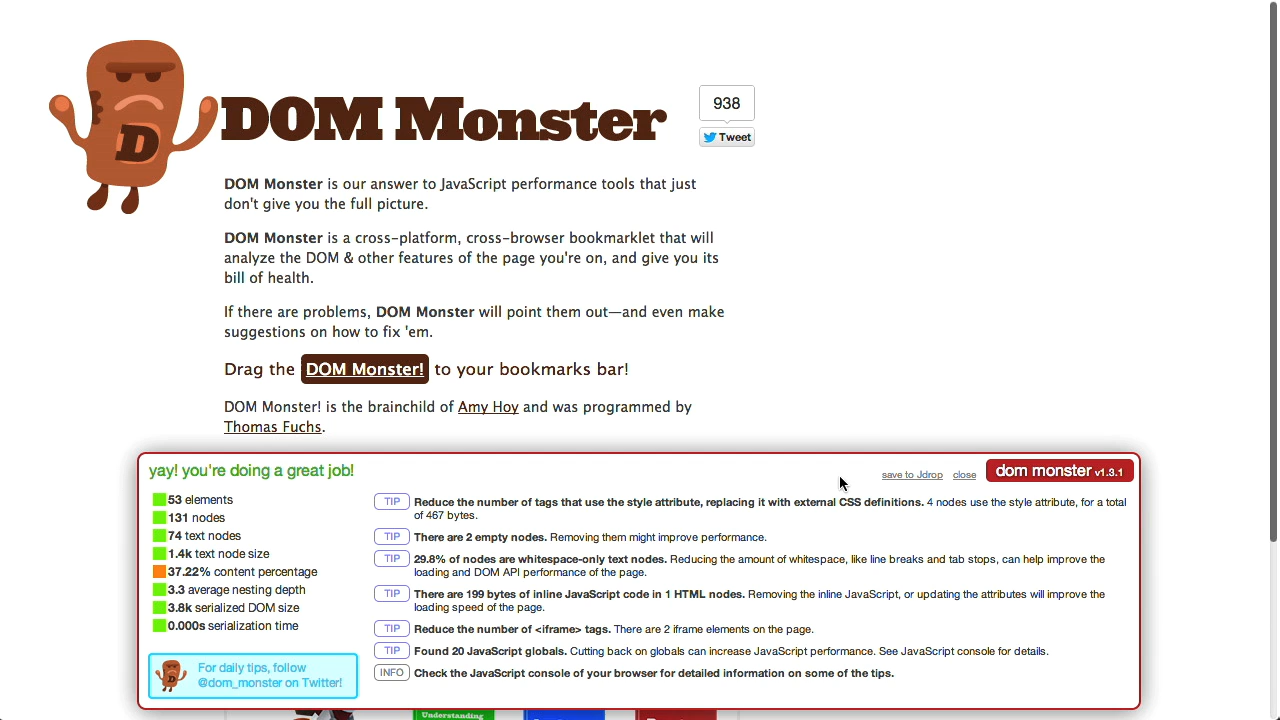 DOM Monster
938
Tweet
D
DOM Monster is our answer to JavaScript performance tools that just
don't give you the full picture.
DOM Monster is a cross-platform, cross-browser bookmarklet that will
analyze the DOM & other features of the page you're on, and give you its
bill of health.
If there are problems, DOM Monster will point them out—and even make
suggestions on how to fix 'em.
Drag the DOM Monster! to your bookmarks bar!
DOM Monster! is the brainchild of Amy Hoy and was programmed by
Thomas Fuchs.
yay! you're doing a great job!
save to Jdrop close dom monster v1.3.1
53 elements
131 nodes
74 text nodes
1.4k text node size
37.22% content percentage
3.3 average nesting depth
3.8k serialized DOM size
0.000s serialization time
D
For daily tips, follow
@dom_monster on Twitter!
TIP Reduce the number of tags that use the style attribute, replacing it with external CSS definitions. 4 nodes use the style attribute, for a total
of 467 bytes.
TIP There are 2 empty nodes. Removing them might improve performance.
TIP 29.8% of nodes are whitespace-only text nodes. Reducing the amount of whitespace, like line breaks and tab stops, can help improve the
loading and DOM API performance of the page.
TIP There are 199 bytes of inline JavaScript code in 1 HTML nodes. Removing the inline JavaScript, or updating the attributes will improve the
loading speed of the page.
TIP Reduce the number of <iframe> tags. There are 2 iframe elements on the page.
TIP Found 20 JavaScript globals. Cutting back on globals can increase JavaScript performance. See JavaScript console for details.
INFO Check the JavaScript console of your browser for detailed information on some of the tips.
Understanding